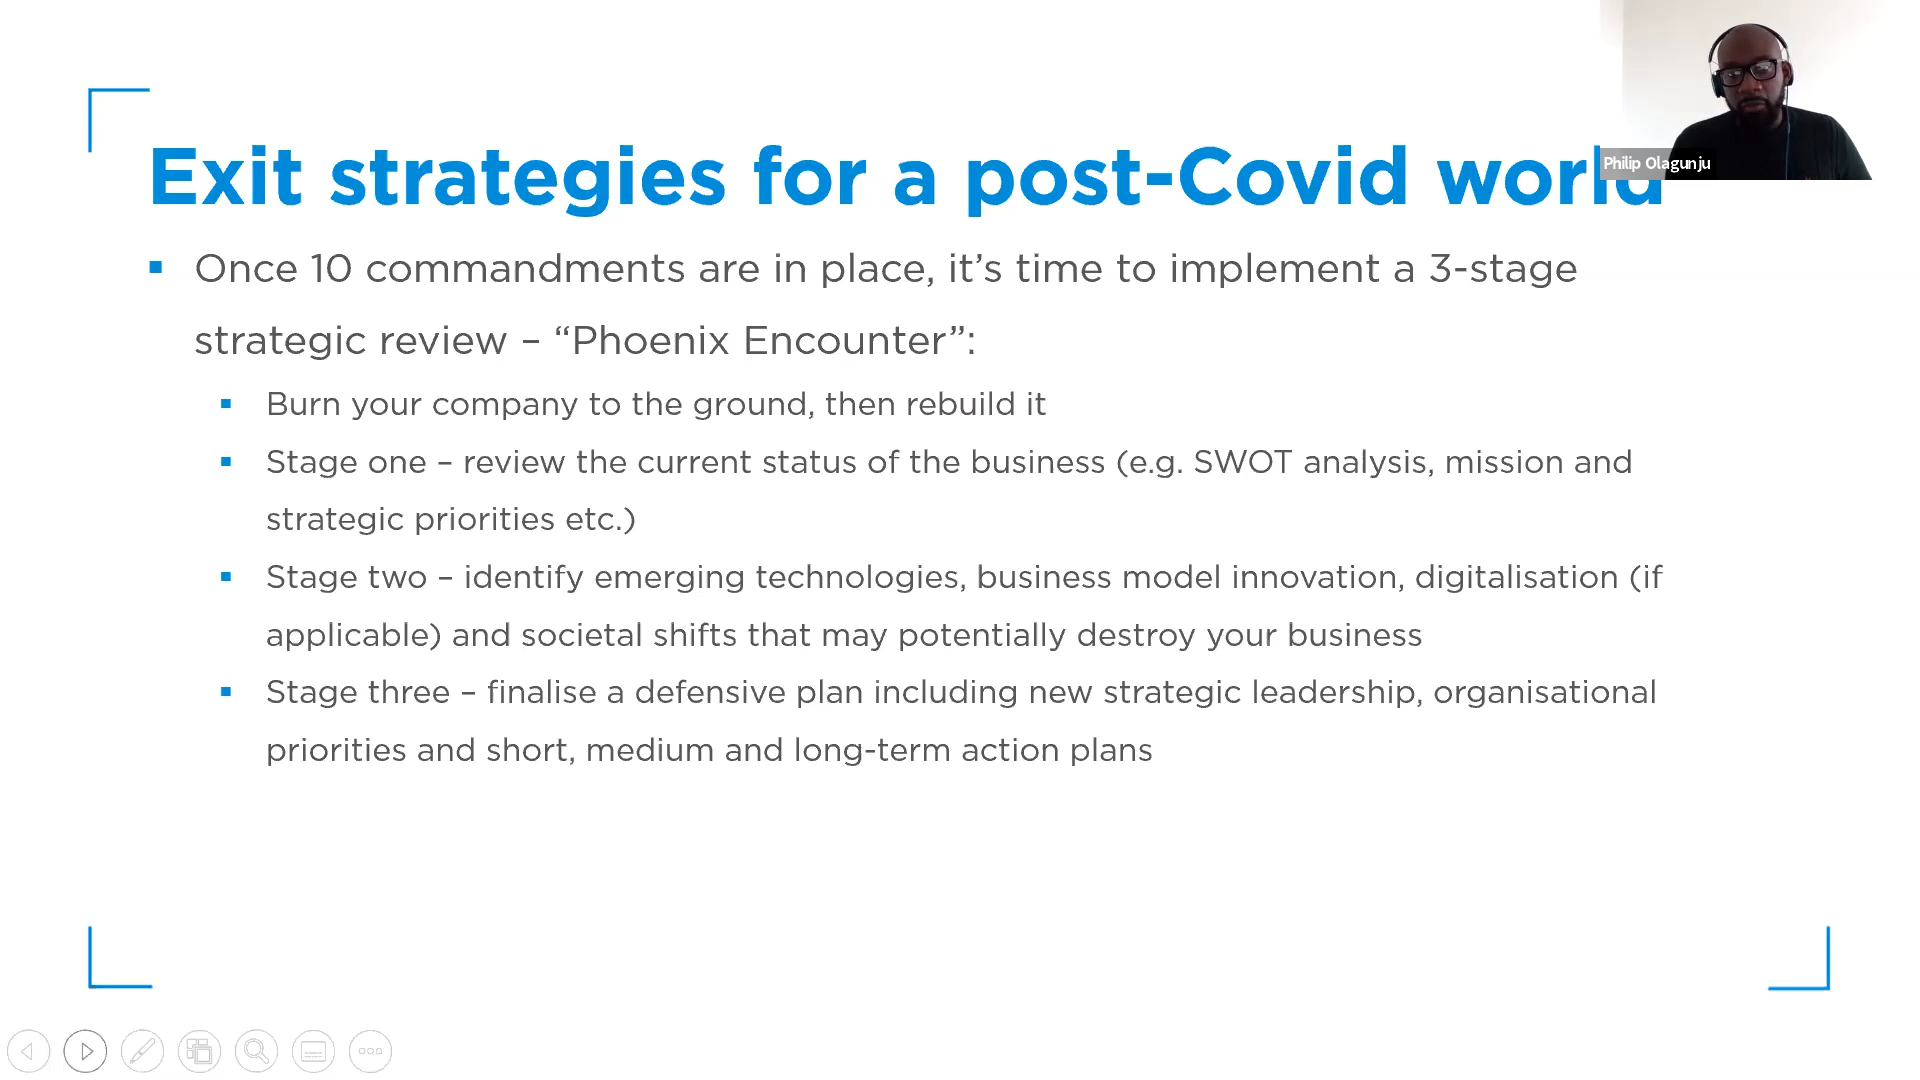 Exit strategies for a post-Covid world
Philip Olagunju
Once 10 commandments are in place, it’s time to implement a 3-stage
strategic review – “Phoenix Encounter”:
Burn your company to the ground, then rebuild it
Stage one – review the current status of the business (e.g. SWOT analysis, mission and
strategic priorities etc.)
Stage two – identify emerging technologies, business model innovation, digitalisation (if
applicable) and societal shifts that may potentially destroy your business
Stage three – finalise a defensive plan including new strategic leadership, organisational
priorities and short, medium and long-term action plans